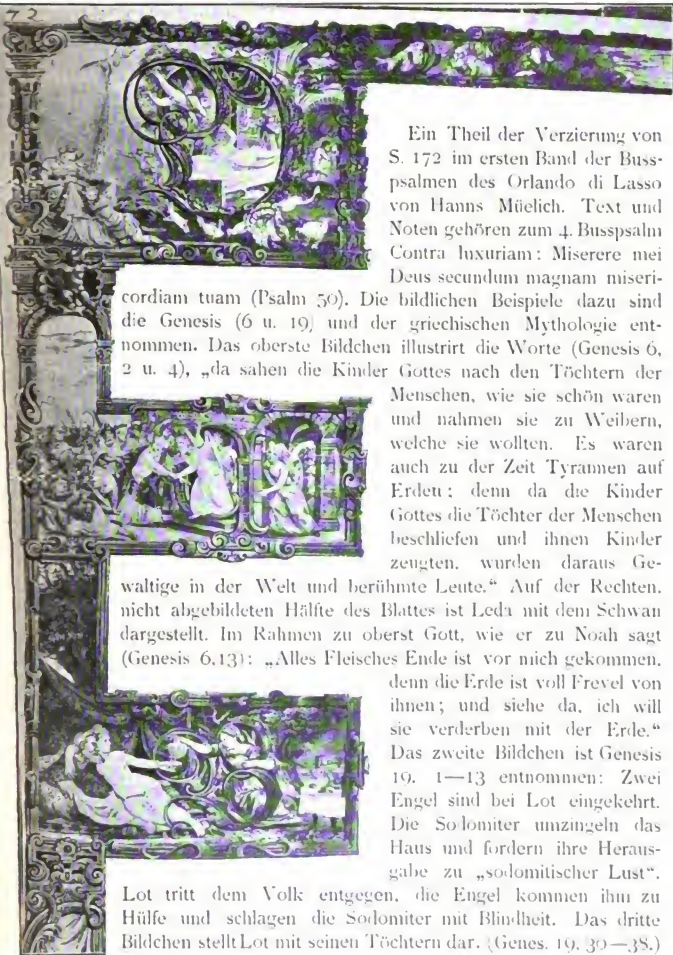 72
Ein Theil der Verzierung von
S. 172 im ersten Band der Buss-
psalmen des Orlando di Lasso
von Hanns Müelich. Text und
Noten gehören zum 4. Busspsalm
Contra luxuriam: Miserere mei
Deus secundum magnam miseri-
cordiam tuam (Psalm 50). Die bildlichen Beispiele dazu sind
die Genesis (6 u. 19) und der griechischen Mythologie ent-
nommen. Das oberste Bildchen illustrirt die Worte (Genesis 6,
2 u. 4), „da sahen die Kinder Gottes nach den Töchtern der
Menschen, wie sie schön waren
und nahmen sie zu Weibern,
welche sie wollten. Es waren
auch zu der Zeit Tyrannen auf
Erden; denn da die Kinder
Gottes die Töchter der Menschen
beschliefen und ihnen Kinder
zeugten, wurden daraus Ge-
waltige in der Welt und berühmte Leute.“ Auf der Rechten,
nicht abgebildeten Hälfte des Blattes ist Leda mit dem Schwan
dargestellt. Im Rahmen zu oberst Gott, wie er zu Noah sagt
(Genesis 6,13): „Alles Fleisches Ende ist vor mich gekommen,
denn die Erde ist voll Frevel von
ihnen; und siehe da, ich will
sie verderben mit der Erde.“
Das zweite Bildchen ist Genesis
19, 1—13 entnommen: Zwei
Engel sind bei Lot eingekehrt.
Die Sodomiter umzingeln das
Haus und fordern ihre Heraus-
gabe zu „sodomitischer Lust“.
Lot tritt dem Volk entgegen, die Engel kommen ihm zu
Hülfe und schlagen die Sodomiter mit Blindheit. Das dritte
Bildchen stellt Lot mit seinen Töchtern dar. (Genes. 19, 30—38.)